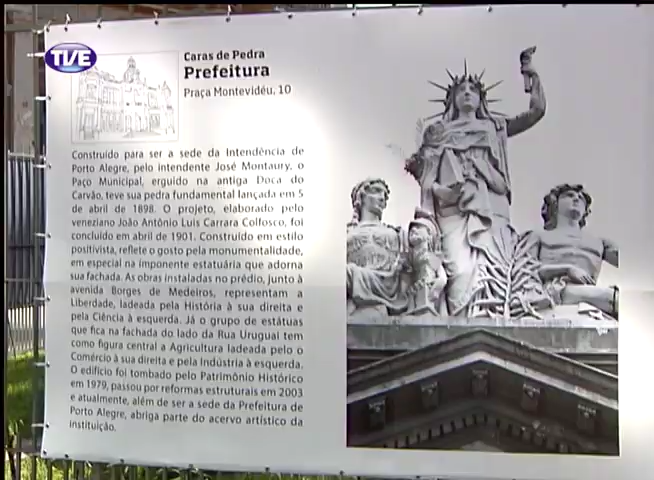 TVE
Caras de Pedra
Prefeitura
Praça Montevidéu, 10
Construído para ser a sede da Intendência de
Porto Alegre, pelo intendente José Montaury, o
Paço Municipal, erguido na antiga Doca do
Carvão, teve sua pedra fundamental lançada em 5
de abril de 1898. O projeto, elaborado pelo
veneziano João Antônio Luis Carrara Colfosco, foi
concluído em abril de 1901. Construído em estilo
positivista, reflete o gosto pela monumentalidade,
em especial na imponente estatuária que adorna
sua fachada. As obras instaladas no prédio, junto à
avenida Borges de Medeiros, representam a
Liberdade, ladeada pela História à sua direita e
pela Ciência à esquerda. Já o grupo de estátuas
que fica na fachada do lado da Rua Uruguai tem
como figura central a Agricultura ladeada pelo o
Comércio à sua direita e pela Indústria à esquerda.
O edifício foi tombado pelo Patrimônio Histórico
em 1979, passou por reformas estruturais em 2003
e atualmente, além de ser a sede da Prefeitura de
Porto Alegre, abriga parte do acervo artístico da
instituição.